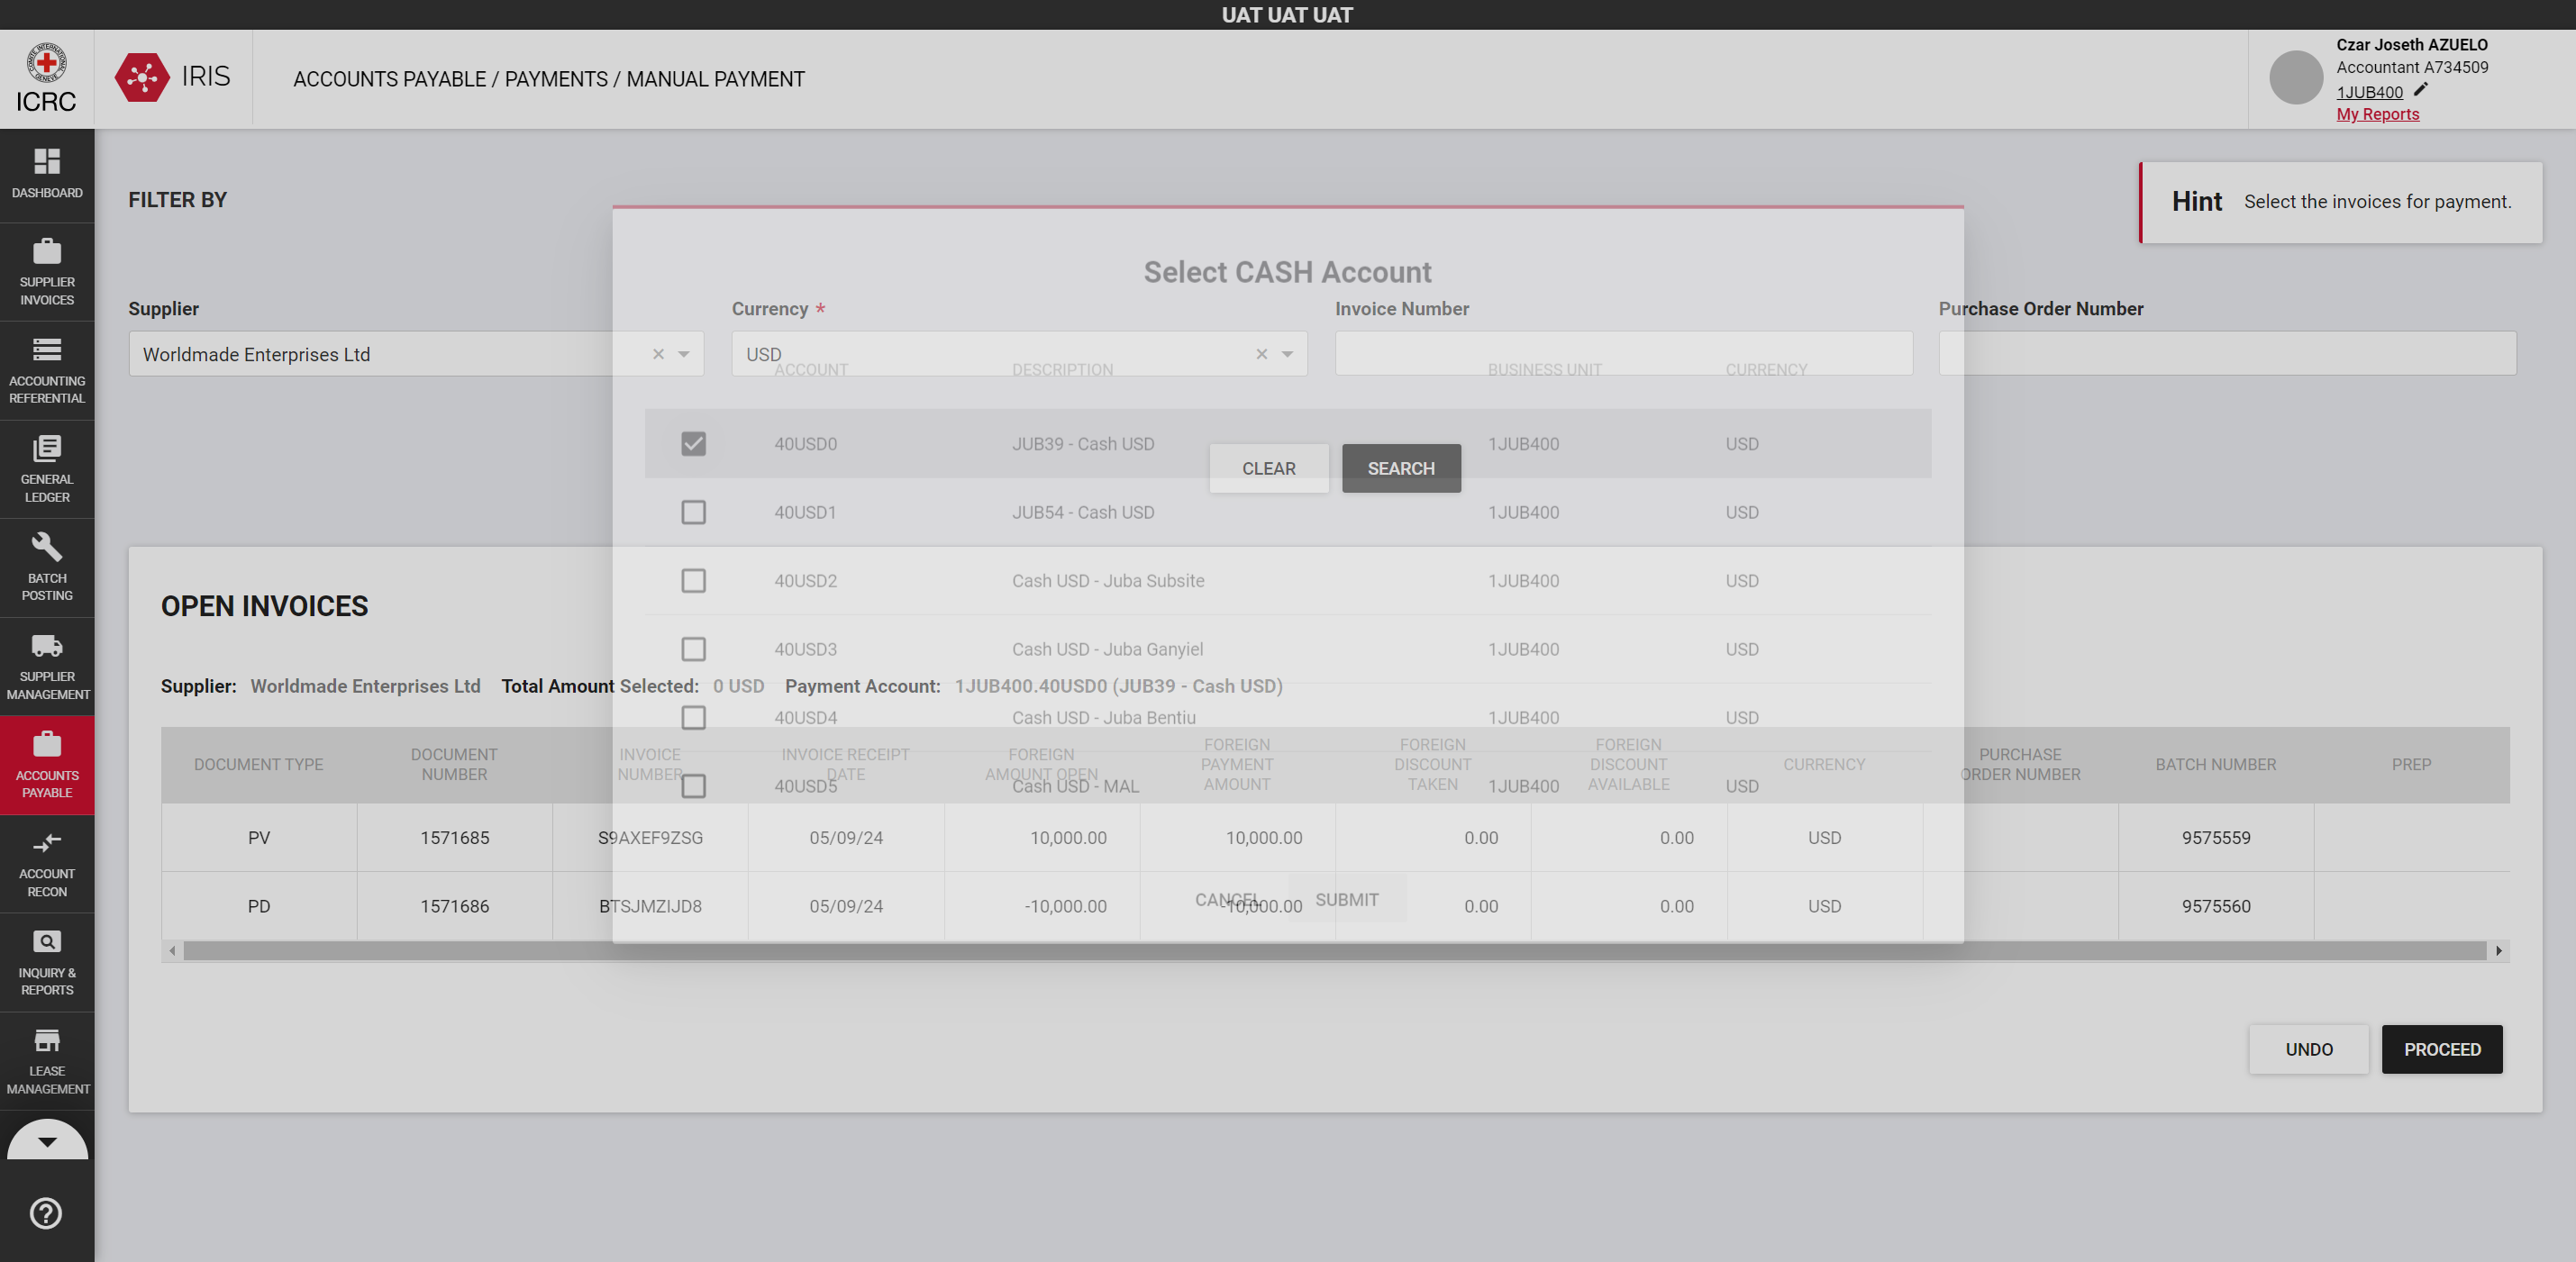 UAT UAT UAT
ICRC
IRIS
ACCOUNTS PAYABLE / PAYMENTS / MANUAL PAYMENT
Czar Joseth AZUELO
Accountant A734509
1JUB400
My Reports
DASHBOARD
SUPPLIER
INVOICES
ACCOUNTING
REFERENTIAL
GENERAL
LEDGER
BATCH
POSTING
SUPPLIER
MANAGEMENT
ACCOUNTS
PAYABLE
ACCOUNT
RECON
INQUIRY &
REPORTS
LEASE
MANAGEMENT
FILTER BY
Hint Select the invoices for payment.
Supplier
Worldmade Enterprises Ltd
Currency *
USD
Invoice Number
Purchase Order Number
CLEAR SEARCH
Select CASH Account
ACCOUNT DESCRIPTION BUSINESS UNIT CURRENCY
40USD0 JUB39 - Cash USD 1JUB400 USD
40USD1 JUB54 - Cash USD 1JUB400 USD
40USD2 Cash USD - Juba Subsite 1JUB400 USD
40USD3 Cash USD - Juba Ganyiel 1JUB400 USD
40USD4 Cash USD - Juba Bentiu 1JUB400 USD
40USD5 Cash USD - MAL 1JUB400 USD
CANCEL SUBMIT
OPEN INVOICES
Supplier: Worldmade Enterprises Ltd Total Amount Selected: 0 USD Payment Account: 1JUB400.40USD0 (JUB39 - Cash USD)
DOCUMENT TYPE DOCUMENT NUMBER INVOICE NUMBER INVOICE RECEIPT DATE FOREIGN AMOUNT OPEN FOREIGN PAYMENT AMOUNT FOREIGN DISCOUNT TAKEN FOREIGN DISCOUNT AVAILABLE CURRENCY PURCHASE ORDER NUMBER BATCH NUMBER PREP
PV 1571685 S9AXEF9ZSG 05/09/24 10,000.00 10,000.00 0.00 0.00 USD 9575559
PD 1571686 BTSJMZIJD8 05/09/24 -10,000.00 -10,000.00 0.00 0.00 USD 9575560
UNDO PROCEED